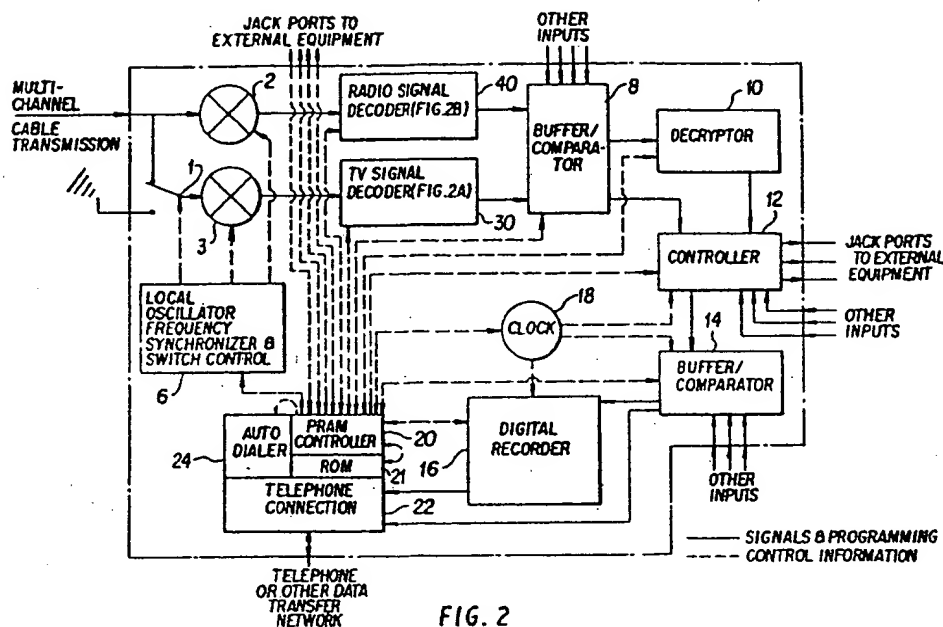 JACK PORTS TO
EXTERNAL EQUIPMENT
OTHER
INPUTS
MULTI-
CHANNEL
CABLE
TRANSMISSION
2
RADIO SIGNAL
DECODER(FIG.2B)
40
8
BUFFER/
COMPARA-
TOR
10
DECRYPTOR
1
3
TV SIGNAL
DECODER(FIG.2A)
30
12
CONTROLLER
JACK PORTS
TO EXTERNAL
EQUIPMENT
OTHER
INPUTS
LOCAL
OSCILLATOR
FREQUENCY
SYNCHRONIZER &
SWITCH CONTROL
6
18
CLOCK
14
BUFFER/
COMPARATOR
OTHER
INPUTS
24
AUTO
DIALER
PRAM
CONTROLLER
20
ROM
21
TELEPHONE
CONNECTION
22
16
DIGITAL
RECORDER
SIGNALS & PROGRAMMING
CONTROL INFORMATION
TELEPHONE
OR OTHER DATA
TRANSFER
NETWORK
FIG. 2